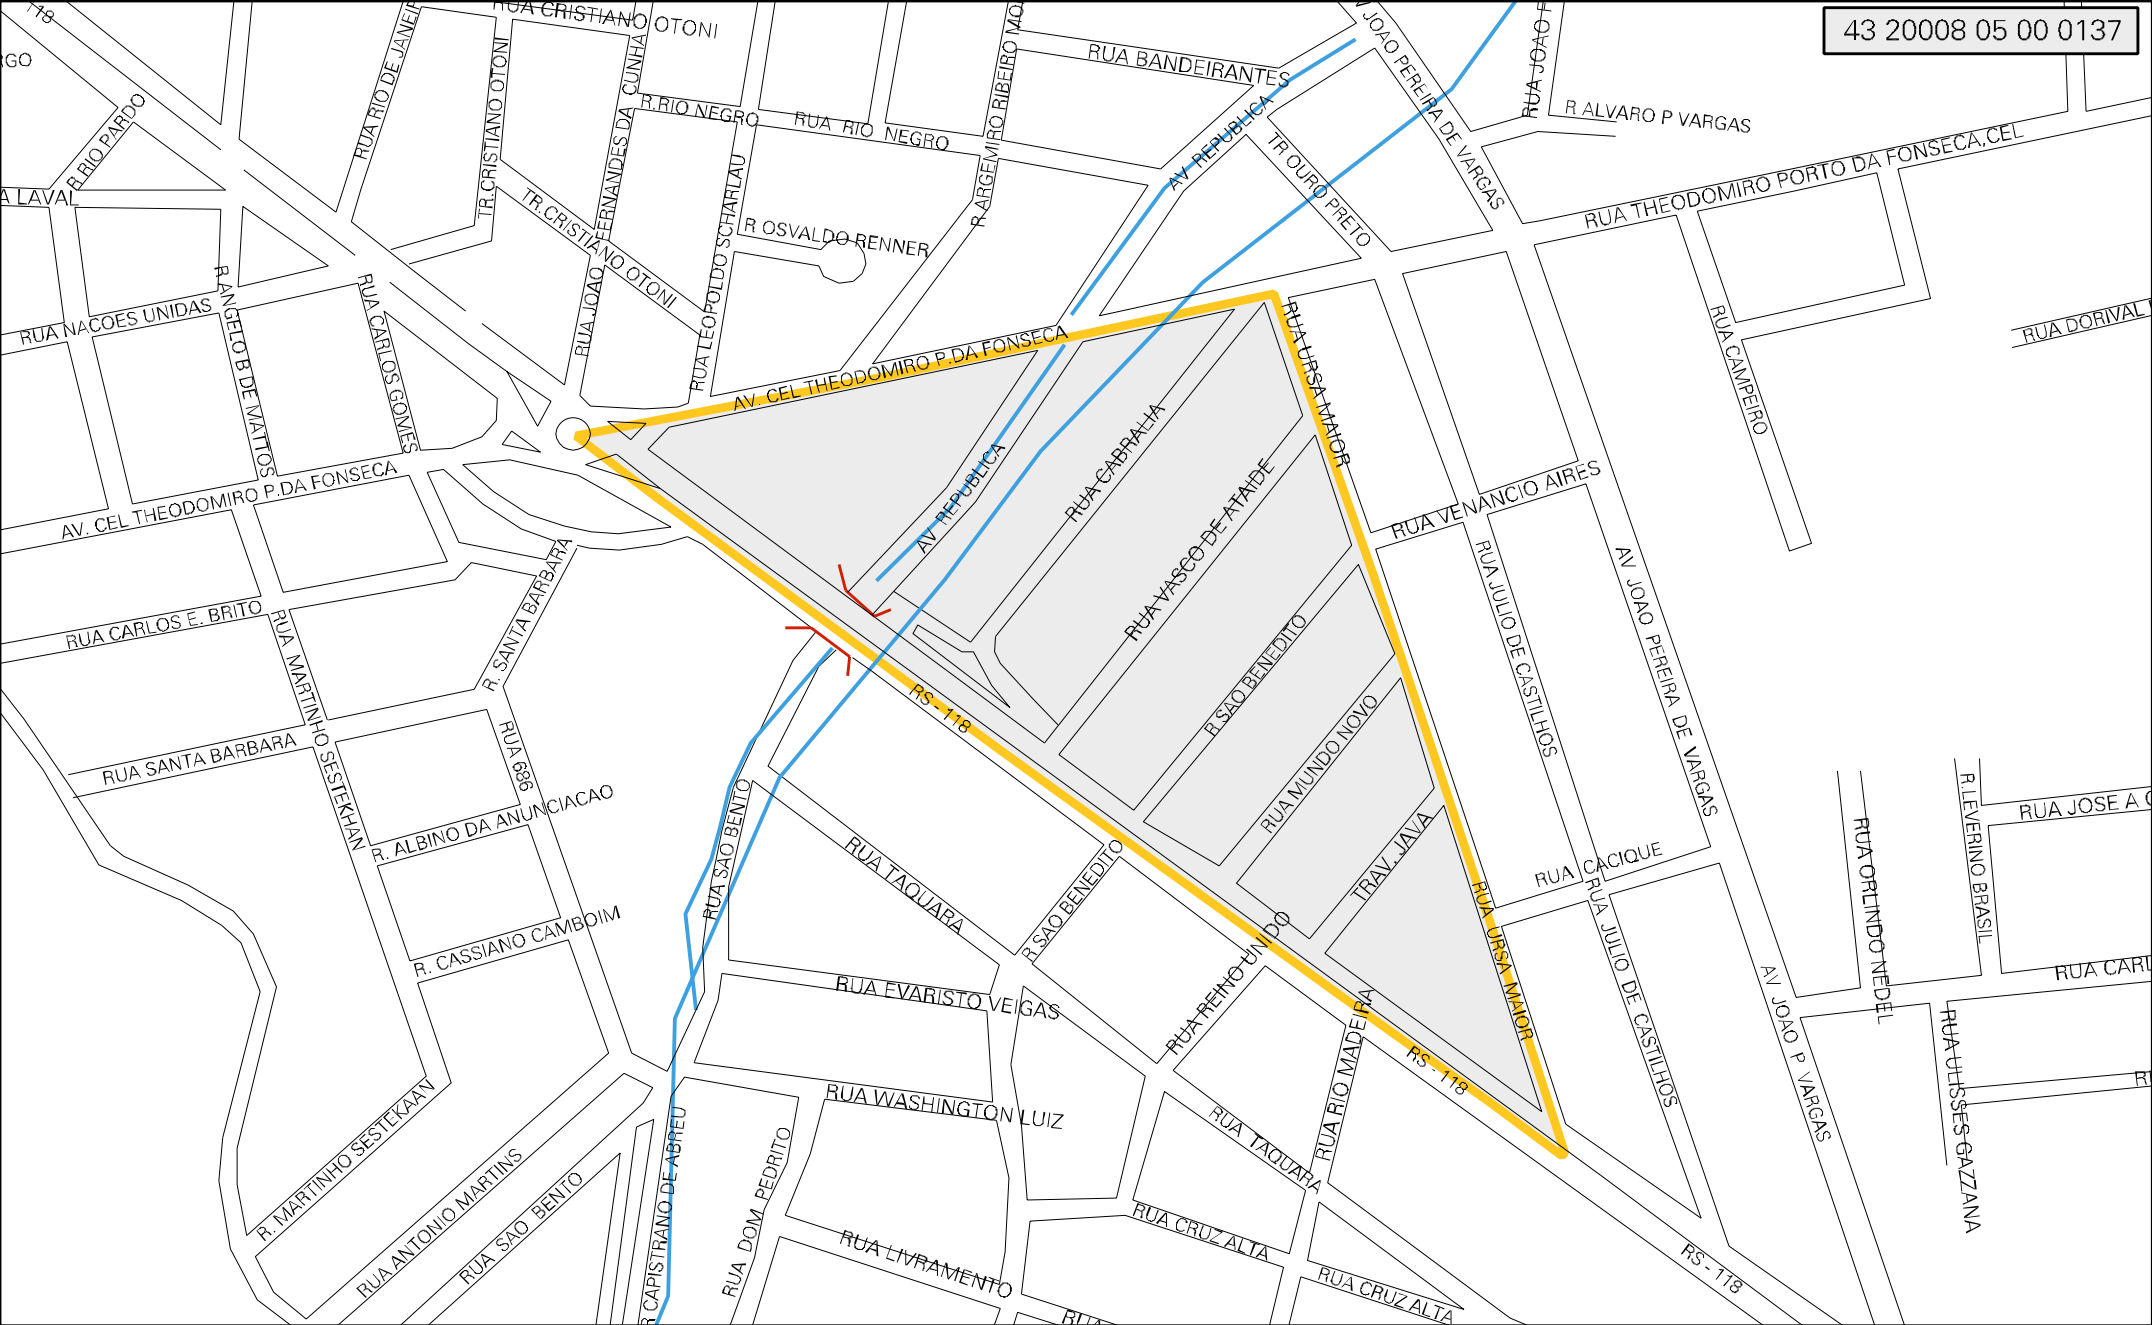 118
RUA CRISTIANO OTONI
43 20008 05 00 0137
RUA RIO DE JANEIR
TR.CRISTIANO OTONI
RUA JOAO FERNANDES DA CUNHA
R.RIO NEGRO
RUA RIO NEGRO
R.ARGEMIRO RIBEIRO
RUA BANDEIRANTES
JOAO PEREIRA DE VARGAS
RUA JOAO
R ALVARO P VARGAS
R RIO PARDO
A LAVAL
AV REPUBLICA
TR OURO PRETO
RUA THEODOMIRO PORTO DA FONSECA,CEL
TR.CRISTIANO OTONI
R OSVALDO RENNER
RUA LEOPOLDO SCHARLAU
RUA NACOES UNIDAS
R.ANGELO B DE MATTOS
RUA CARLOS GOMES
RUA URSA MAIOR
RUA CAMPEIRO
RUA DORIVAL
AV. CEL THEODOMIRO P.DA FONSECA
AV. CEL THEODOMIRO P.DA FONSECA
AV REPUBLICA
RUA CABRALIA
RUA VASCO DE ATAIDE
RUA VENANCIO AIRES
RUA CARLOS E. BRITO
RUA MARTINHO SESTEKHAN
R. SANTA BARBARA
R SAO BENEDITO
RUA JULIO DE CASTILHOS
AV JOAO PEREIRA DE VARGAS
RUA SANTA BARBARA
RUA 686
RS - 118
RUA MUNDO NOVO
R. ALBINO DA ANUNCIACAO
RUA SAO BENTO
RUA TAQUARA
R SAO BENEDITO
TRAV. JAVA
RUA CACIQUE
RUA ORLINDO NEDEL
R.LEVERINO BRASIL
RUA JOSE A
R. CASSIANO CAMBOIM
RUA EVARISTO VEIGAS
RUA REINO UNIDO
RUA URSA MAIOR
RUA JULIO DE CASTILHOS
RUA CARL
RUA RIO MADEIRA
RS - 118
AV JOAO P VARGAS
RUA ULISSES GAZZANA
R. MARTINHO SESTEKAAN
RUA WASHINGTON LUIZ
RUA TAQUARA
RUA ANTONIO MARTINS
RUA SAO BENTO
R CAPISTRANO DE ABREU
RUA DOM PEDRITO
RUA LIVRAMENTO
RUA CRUZ ALTA
RUA CRUZ ALTA
RS - 118
RUA